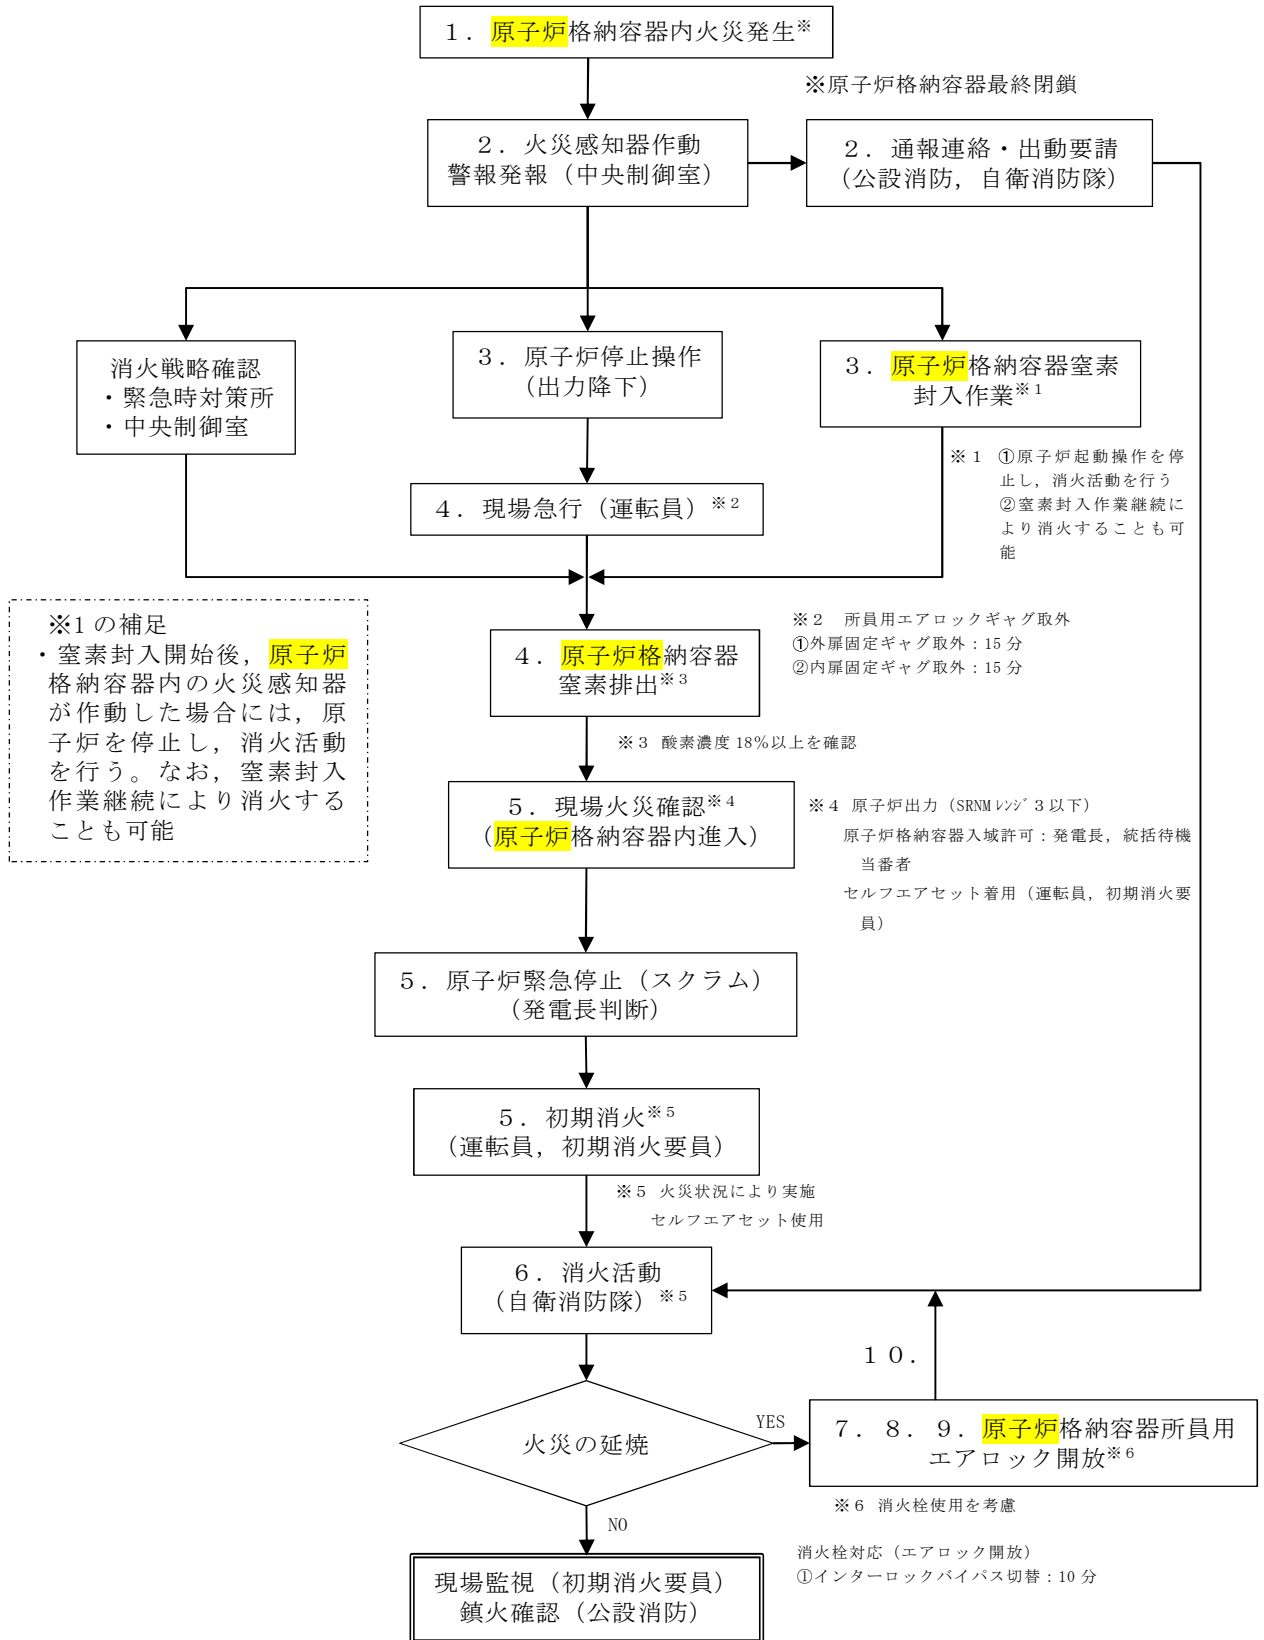 １．原子炉格納容器内火災発生※
※原子炉格納容器最終閉鎖
２．火災感知器作動
警報発報（中央制御室）
２．通報連絡・出動要請
（公設消防，自衛消防隊）
消火戦略確認
・緊急時対策所
・中央制御室
３．原子炉停止操作
（出力降下）
３．原子炉格納容器窒素
封入作業※１
※１ ①原子炉起動操作を停
止し，消火活動を行う
②窒素封入作業継続に
より消火することも可
能
４．現場急行（運転員）※２
※1 の補足
・窒素封入開始後，原子炉
格納容器内の火災感知器
が作動した場合には，原
子炉を停止し，消火活動
を行う。なお，窒素封入
作業継続により消火する
ことも可能
４．原子炉格納容器
窒素排出※３
※２ 所員用エアロックギャグ取外
①外扉固定ギャグ取外：15 分
②内扉固定ギャグ取外：15 分
※３ 酸素濃度 18%以上を確認
５．現場火災確認※４
（原子炉格納容器内進入）
※４ 原子炉出力（SRNM ﾚﾝｼﾞ ３以下）
原子炉格納容器入域許可：発電長，統括待機
当番者
セルフエアセット着用（運転員，初期消火要
員）
５．原子炉緊急停止（スクラム）
（発電長判断）
５．初期消火※５
（運転員，初期消火要員）
※５ 火災状況により実施
セルフエアセット使用
６．消火活動
（自衛消防隊）※５
１０．
火災の延焼
YES
７．８．９．原子炉格納容器所員用
エアロック開放※６
※６ 消火栓使用を考慮
NO
消火栓対応（エアロック開放）
①インターロックバイパス切替：10 分
現場監視（初期消火要員）
鎮火確認（公設消防）